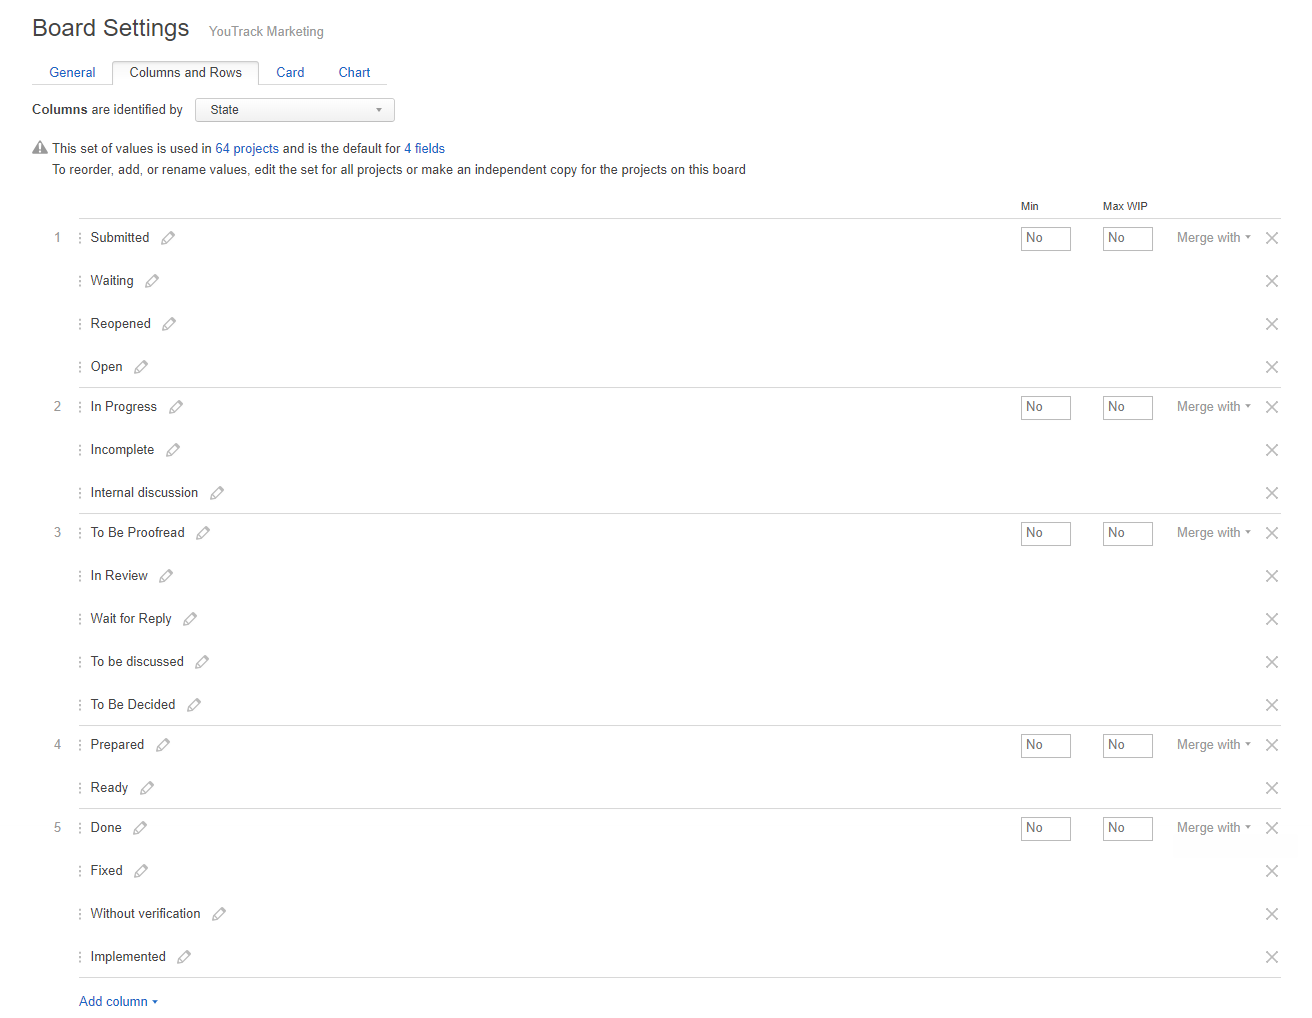 Board Settings YouTrack Marketing
General Columns and Rows Card Chart
Columns are identified by State
This set of values is used in 64 projects and is the default for 4 fields
To reorder, add, or rename values, edit the set for all projects or make an independent copy for the projects on this board
Min Max WIP
1 Submitted No No Merge with
Waiting
Reopened
Open
2 In Progress No No Merge with
Incomplete
Internal discussion
3 To Be Proofread No No Merge with
In Review
Wait for Reply
To be discussed
To Be Decided
4 Prepared No No Merge with
Ready
5 Done No No Merge with
Fixed
Without verification
Implemented
Add column